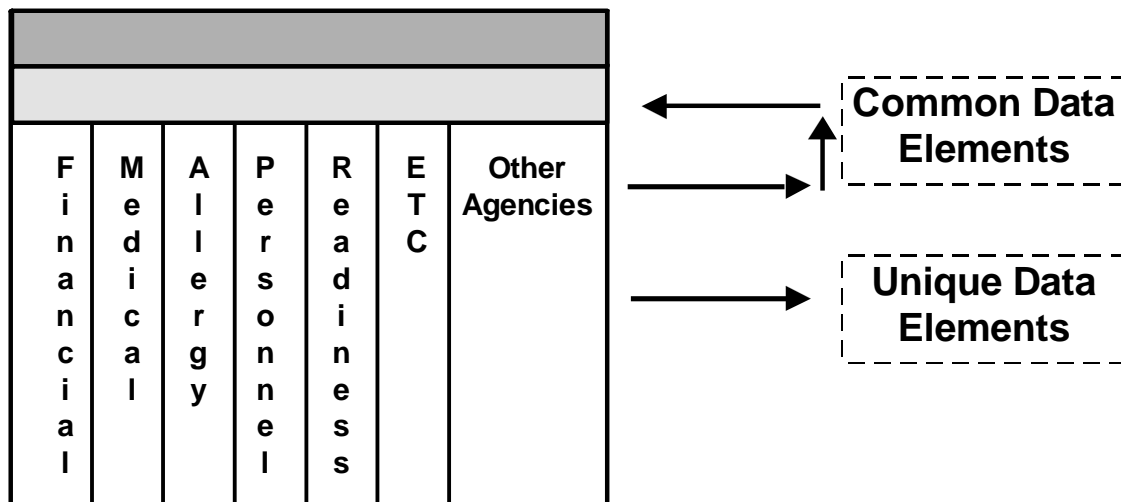 Financial
Medical
Allergy
Personnel
Readiness
ETC
Other
Agencies
Common Data
Elements
Unique Data
Elements